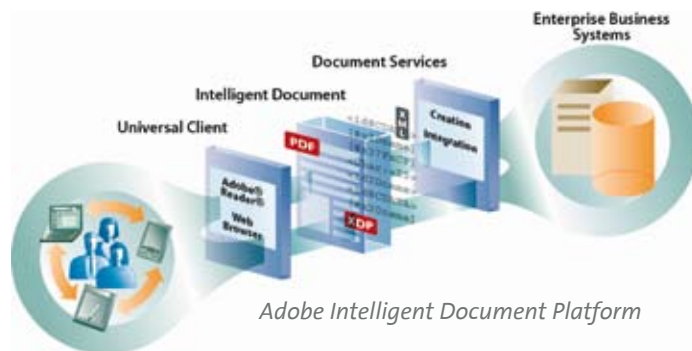 Enterprise Business
Systems
Document Services
Intelligent Document
Universal Client
XML
Creation
Integration
PDF
Adobe®
Reader®
Web
Browser
XDP
Adobe Intelligent Document Platform